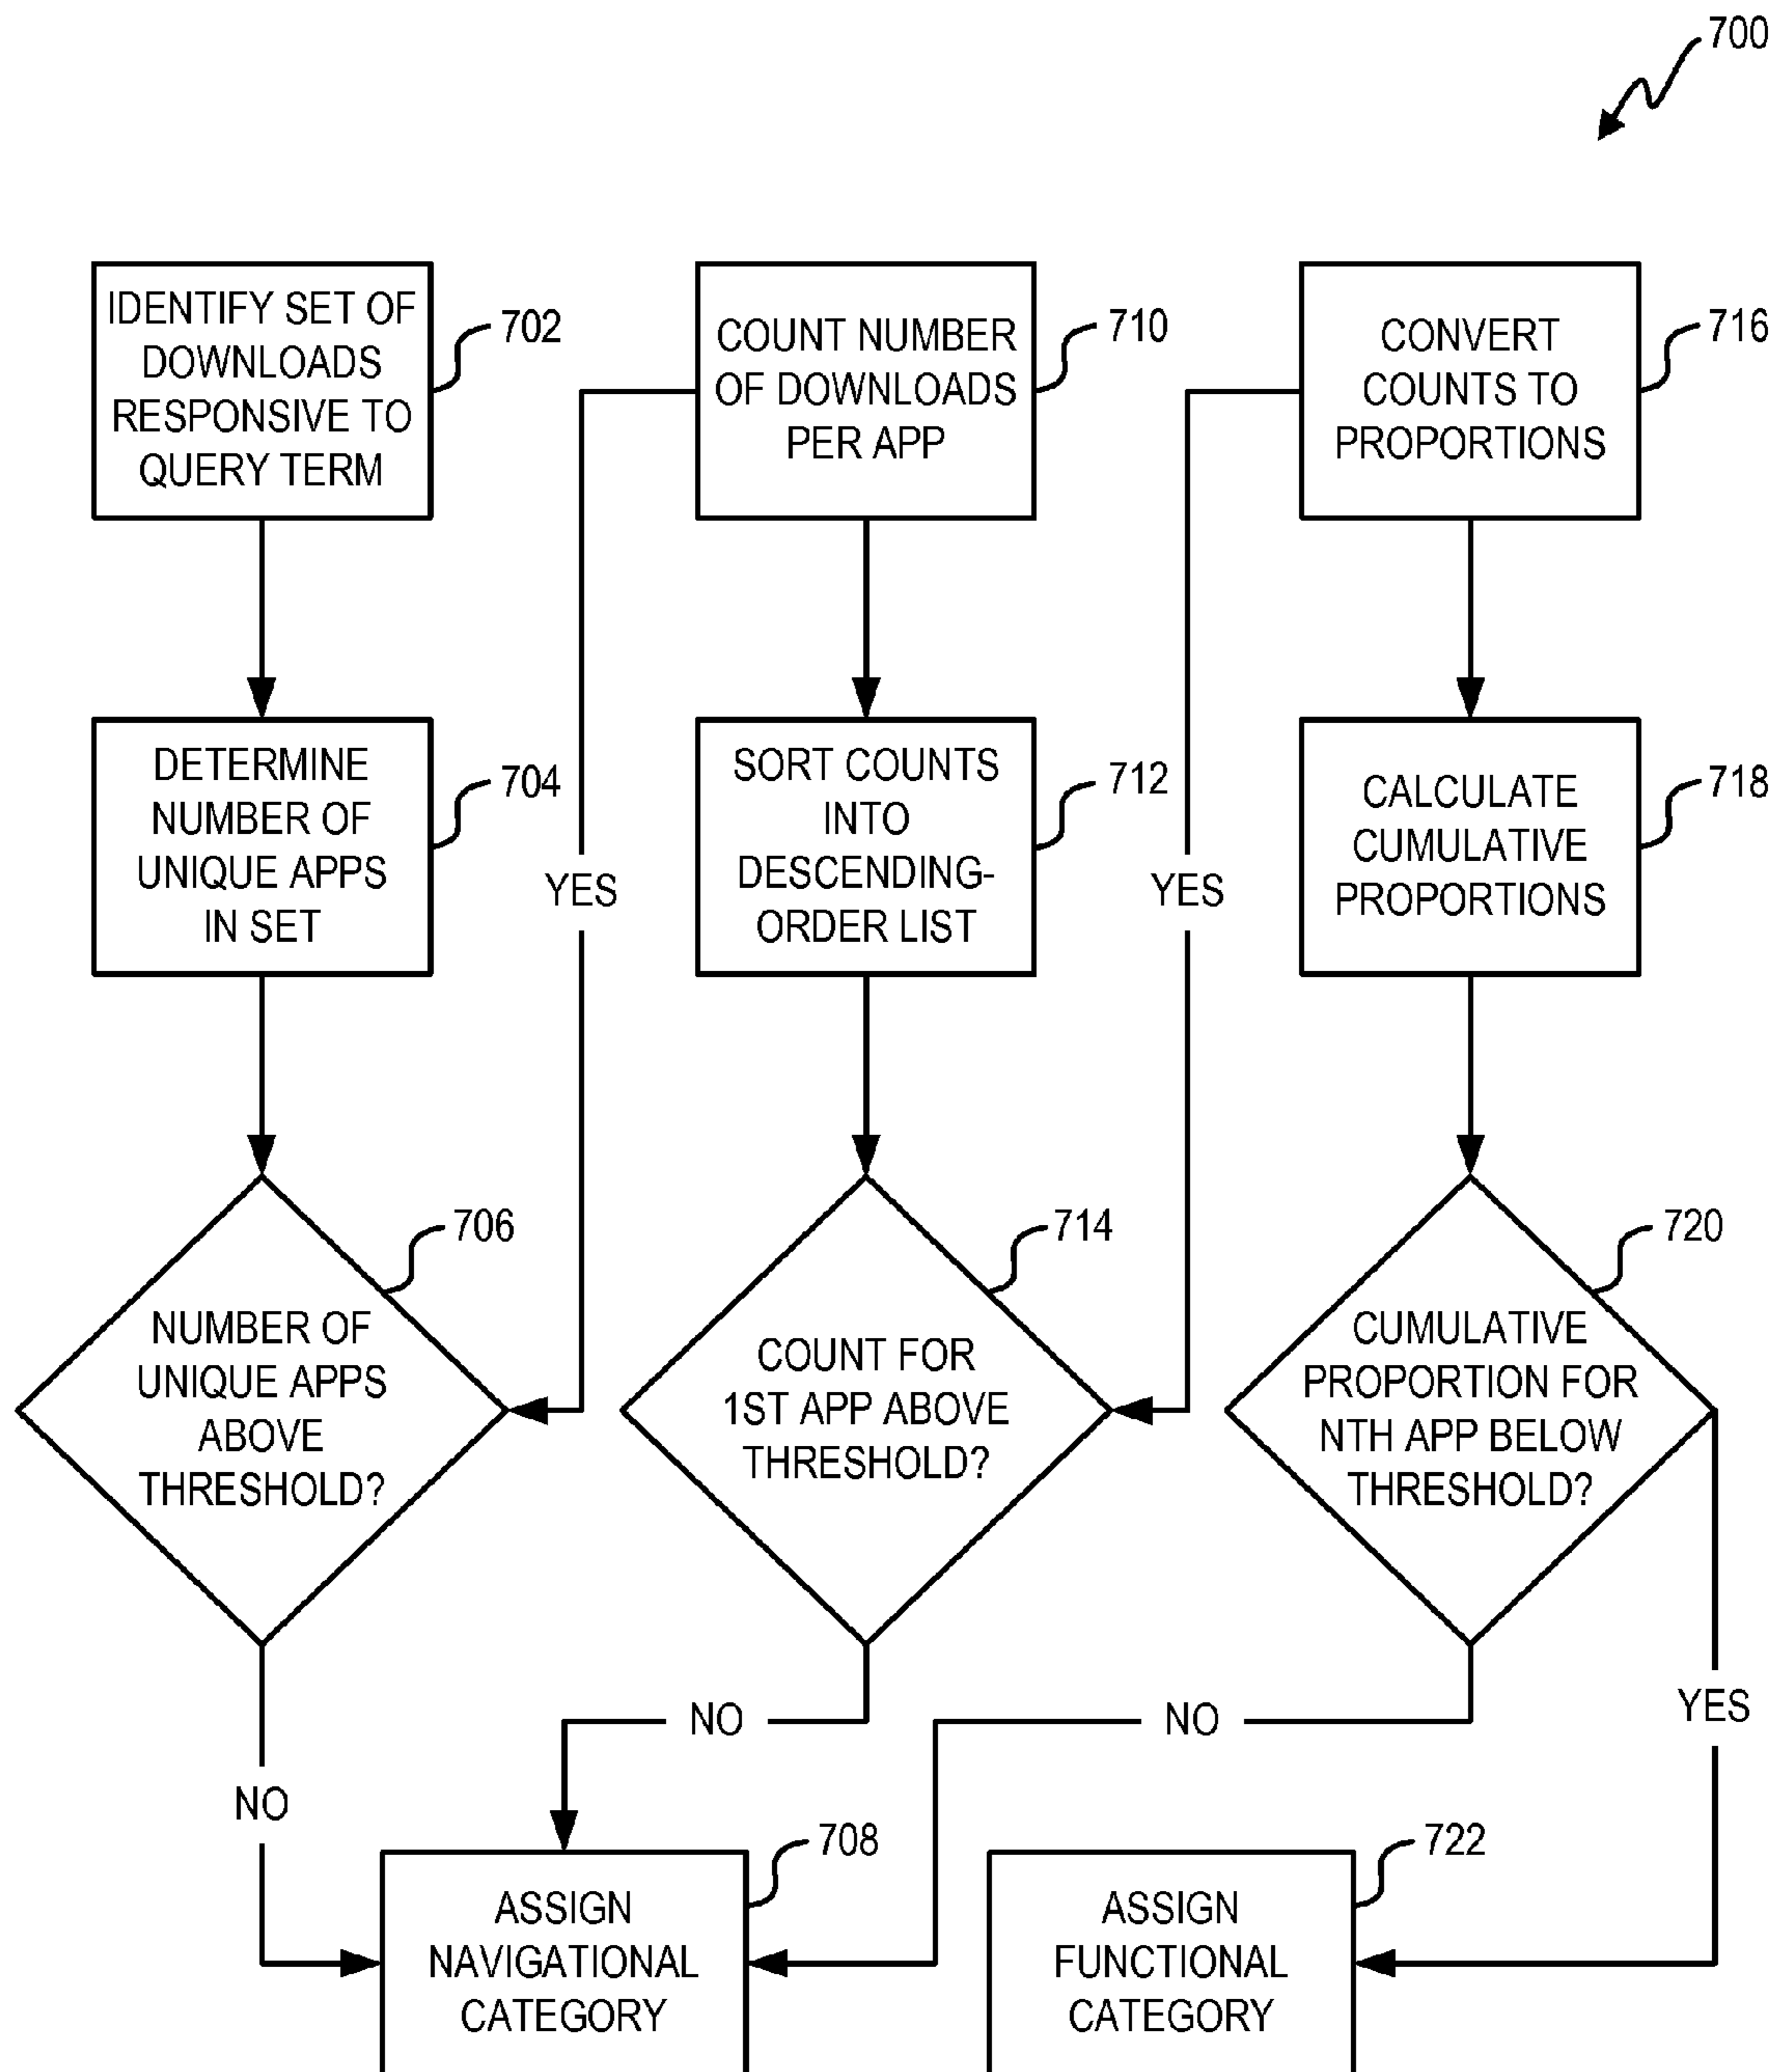 700
IDENTIFY SET OF
DOWNLOADS
RESPONSIVE TO
QUERY TERM
702
COUNT NUMBER
OF DOWNLOADS
PER APP
710
CONVERT
COUNTS TO
PROPORTIONS
716
DETERMINE
NUMBER OF
UNIQUE APPS
IN SET
704
YES
SORT COUNTS
INTO
DESCENDING-
ORDER LIST
712
YES
CALCULATE
CUMULATIVE
PROPORTIONS
718
NUMBER OF
UNIQUE APPS
ABOVE
THRESHOLD?
706
COUNT FOR
1ST APP ABOVE
THRESHOLD?
714
CUMULATIVE
PROPORTION FOR
NTH APP BELOW
THRESHOLD?
720
NO
NO
NO
YES
ASSIGN
NAVIGATIONAL
CATEGORY
708
ASSIGN
FUNCTIONAL
CATEGORY
722